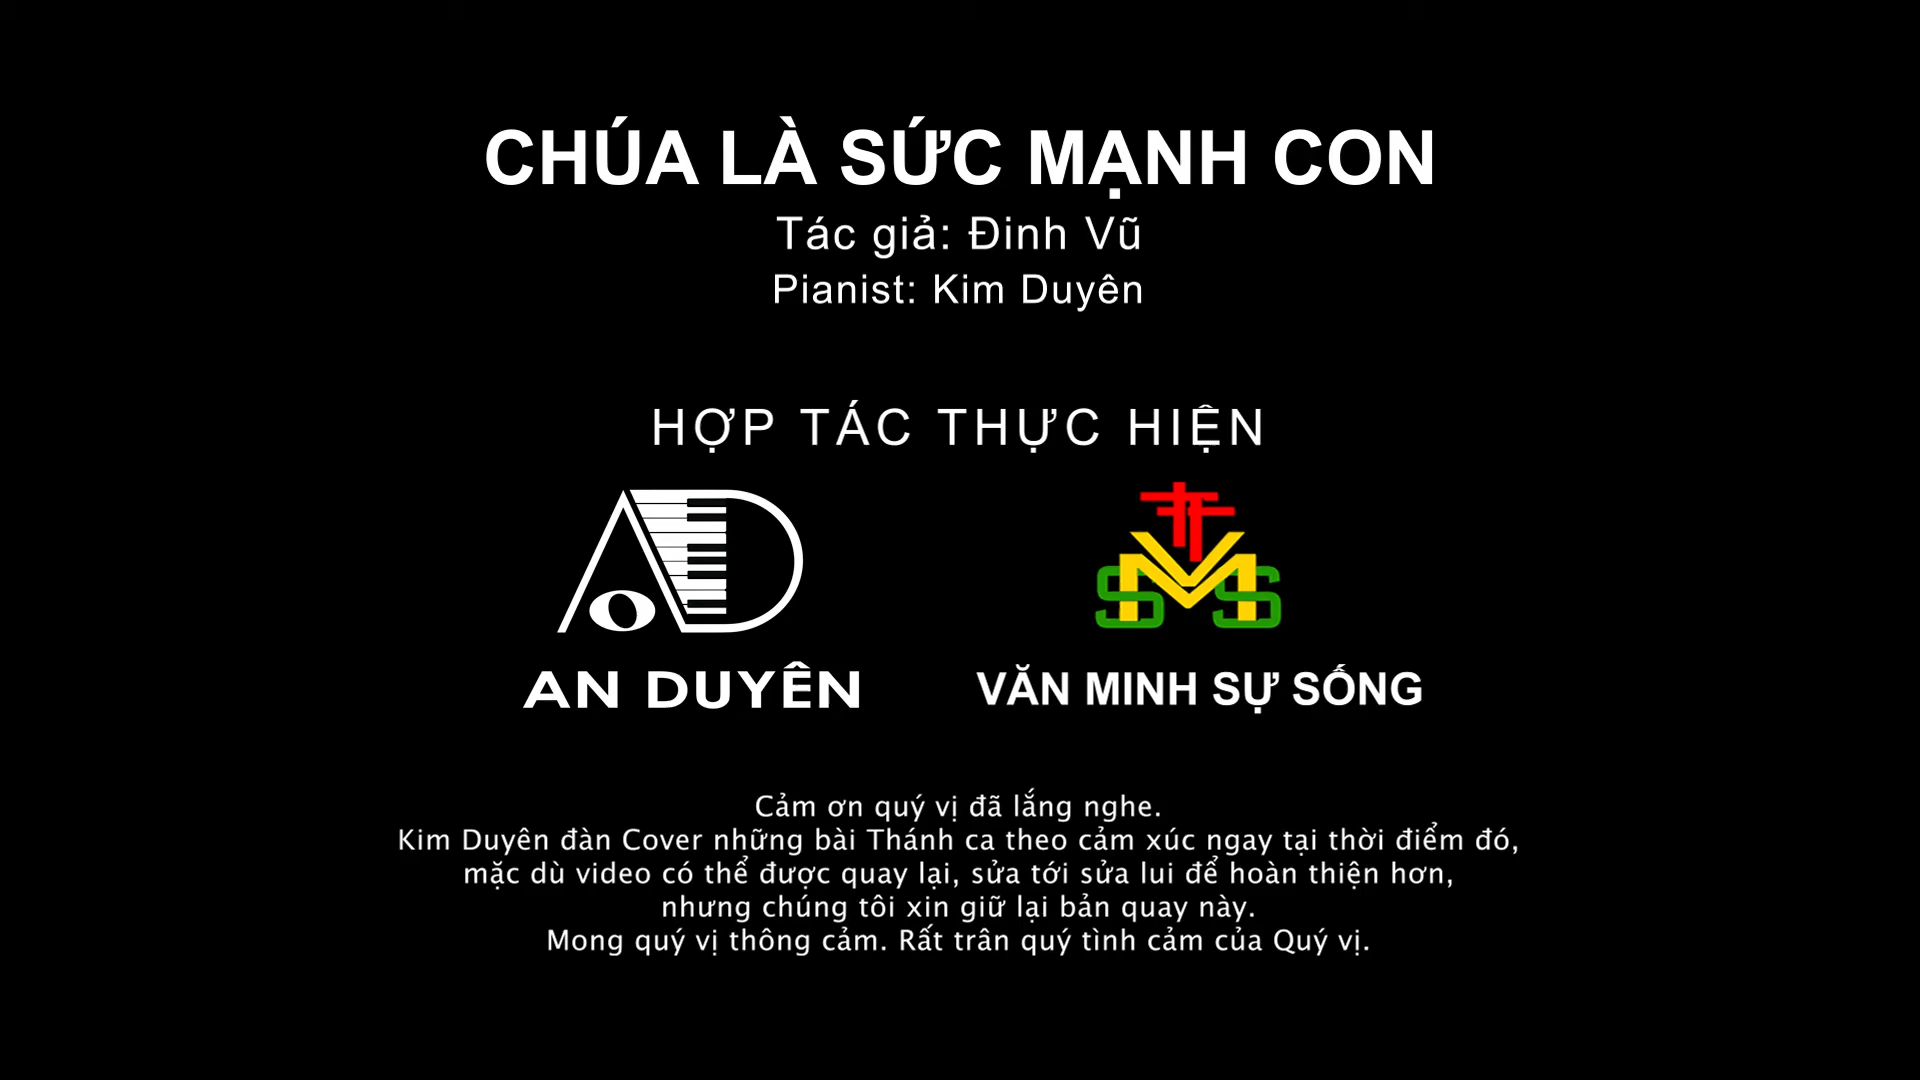 CHÚA LÀ SỨC MẠNH CON
Tác giả: Đinh Vũ
Pianist: Kim Duyên
HỢP TÁC THỰC HIỆN
AD
SMS
AN DUYÊN
VĂN MINH SỰ SỐNG
Cảm ơn quý vị đã lắng nghe.
Kim Duyên đàn Cover những bài Thánh ca theo cảm xúc ngay tại thời điểm đó,
mặc dù video có thể được quay lại, sửa tới sửa lui để hoàn thiện hơn,
nhưng chúng tôi xin giữ lại bản quay này.
Mong quý vị thông cảm. Rất trân quý tình cảm của Quý vị.